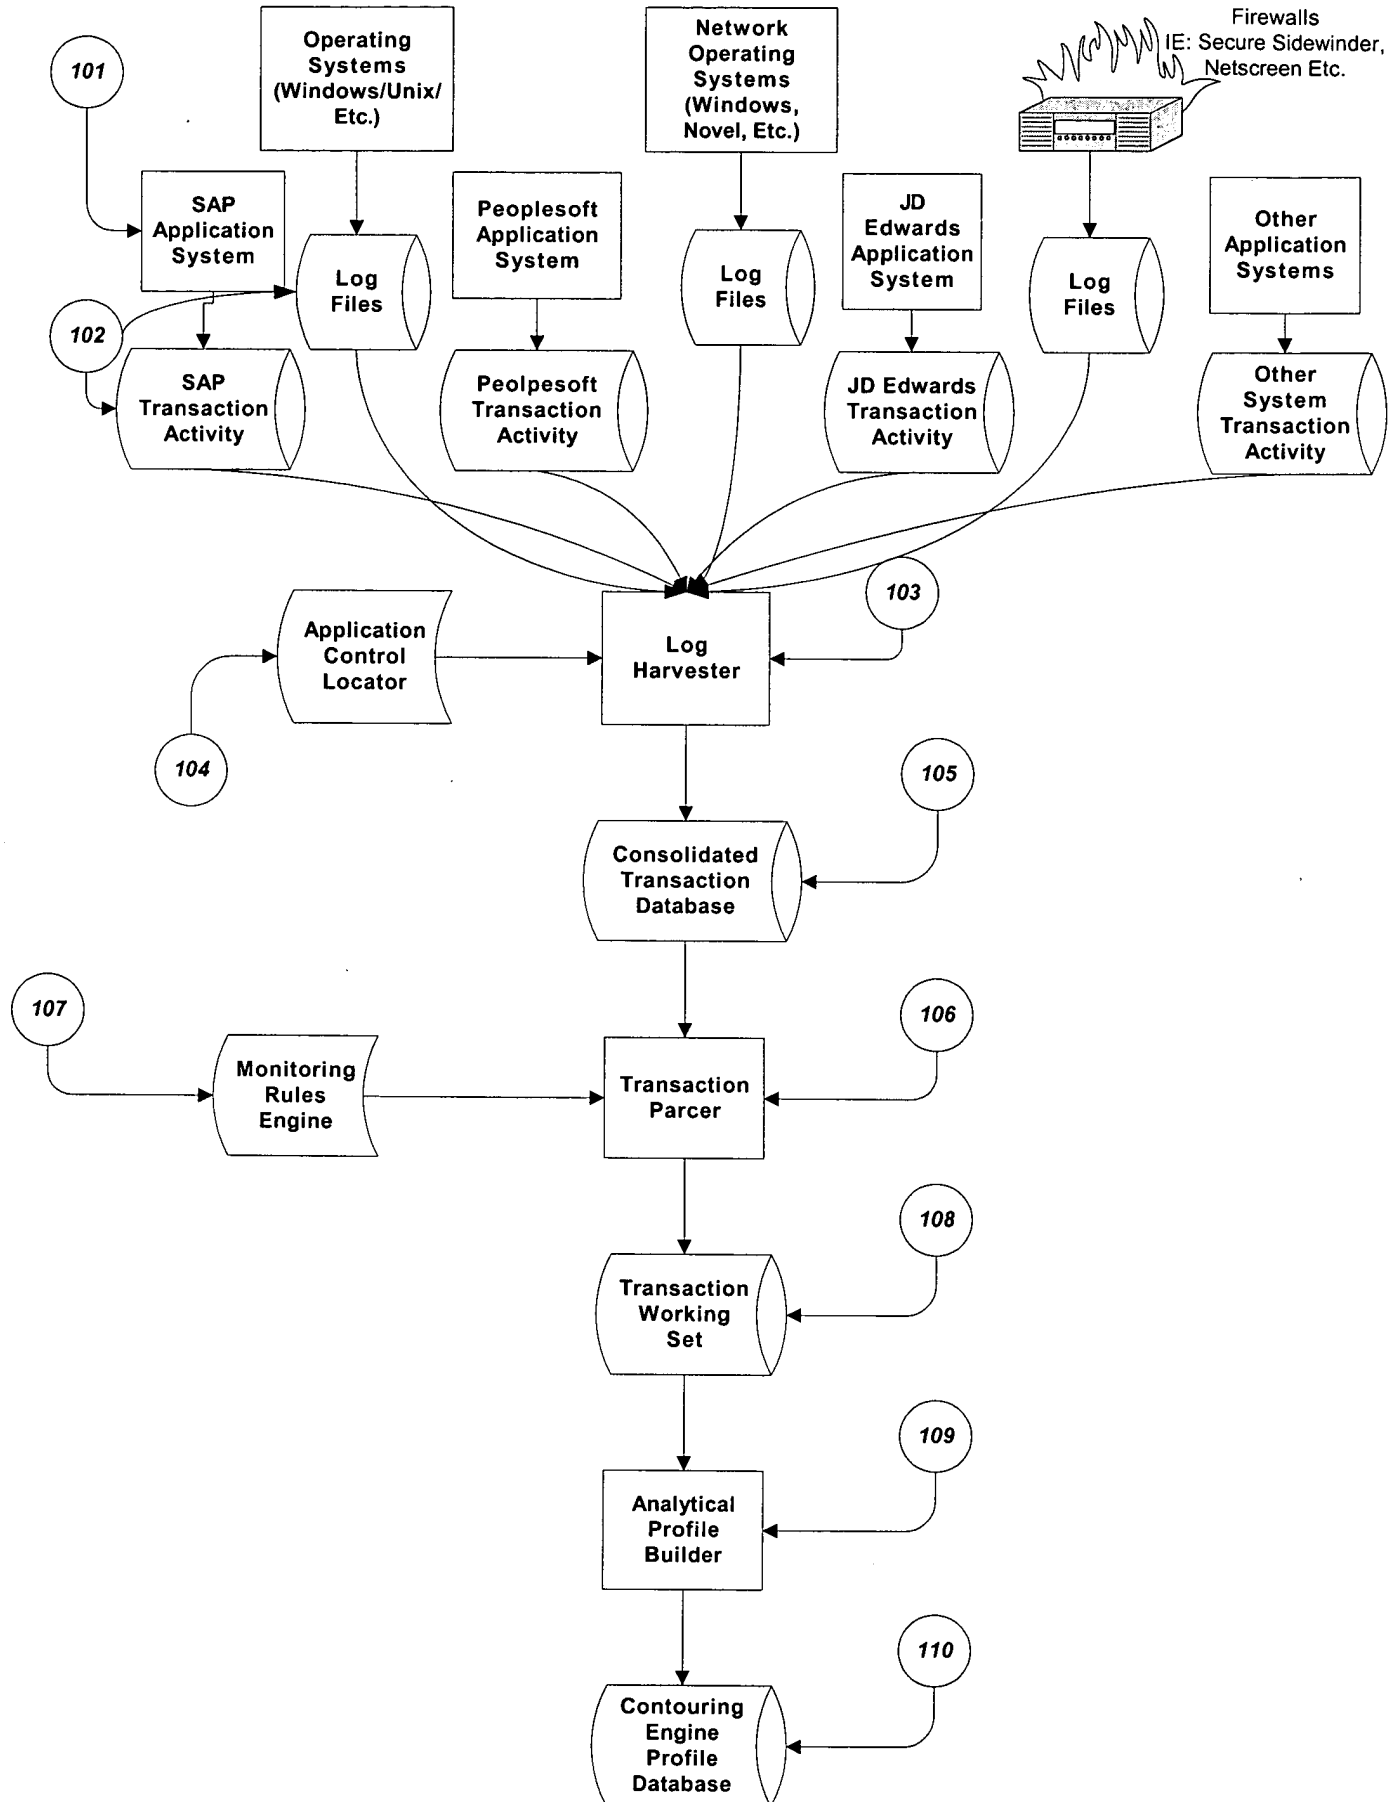 Operating
Systems
(Windows/Unix/
Etc.)
Network
Operating
Systems
(Windows,
Novel, Etc.)
Firewalls
IE: Secure Sidewinder,
Netscreen Etc.
101
SAP
Application
System
Peoplesoft
Application
System
JD
Edwards
Application
System
Other
Application
Systems
Log
Files
Log
Files
Log
Files
102
SAP
Transaction
Activity
Peolpesoft
Transaction
Activity
JD Edwards
Transaction
Activity
Other
System
Transaction
Activity
103
Application
Control
Locator
Log
Harvester
104
105
Consolidated
Transaction
Database
107
106
Monitoring
Rules
Engine
Transaction
Parcer
108
Transaction
Working
Set
109
Analytical
Profile
Builder
110
Contouring
Engine
Profile
Database